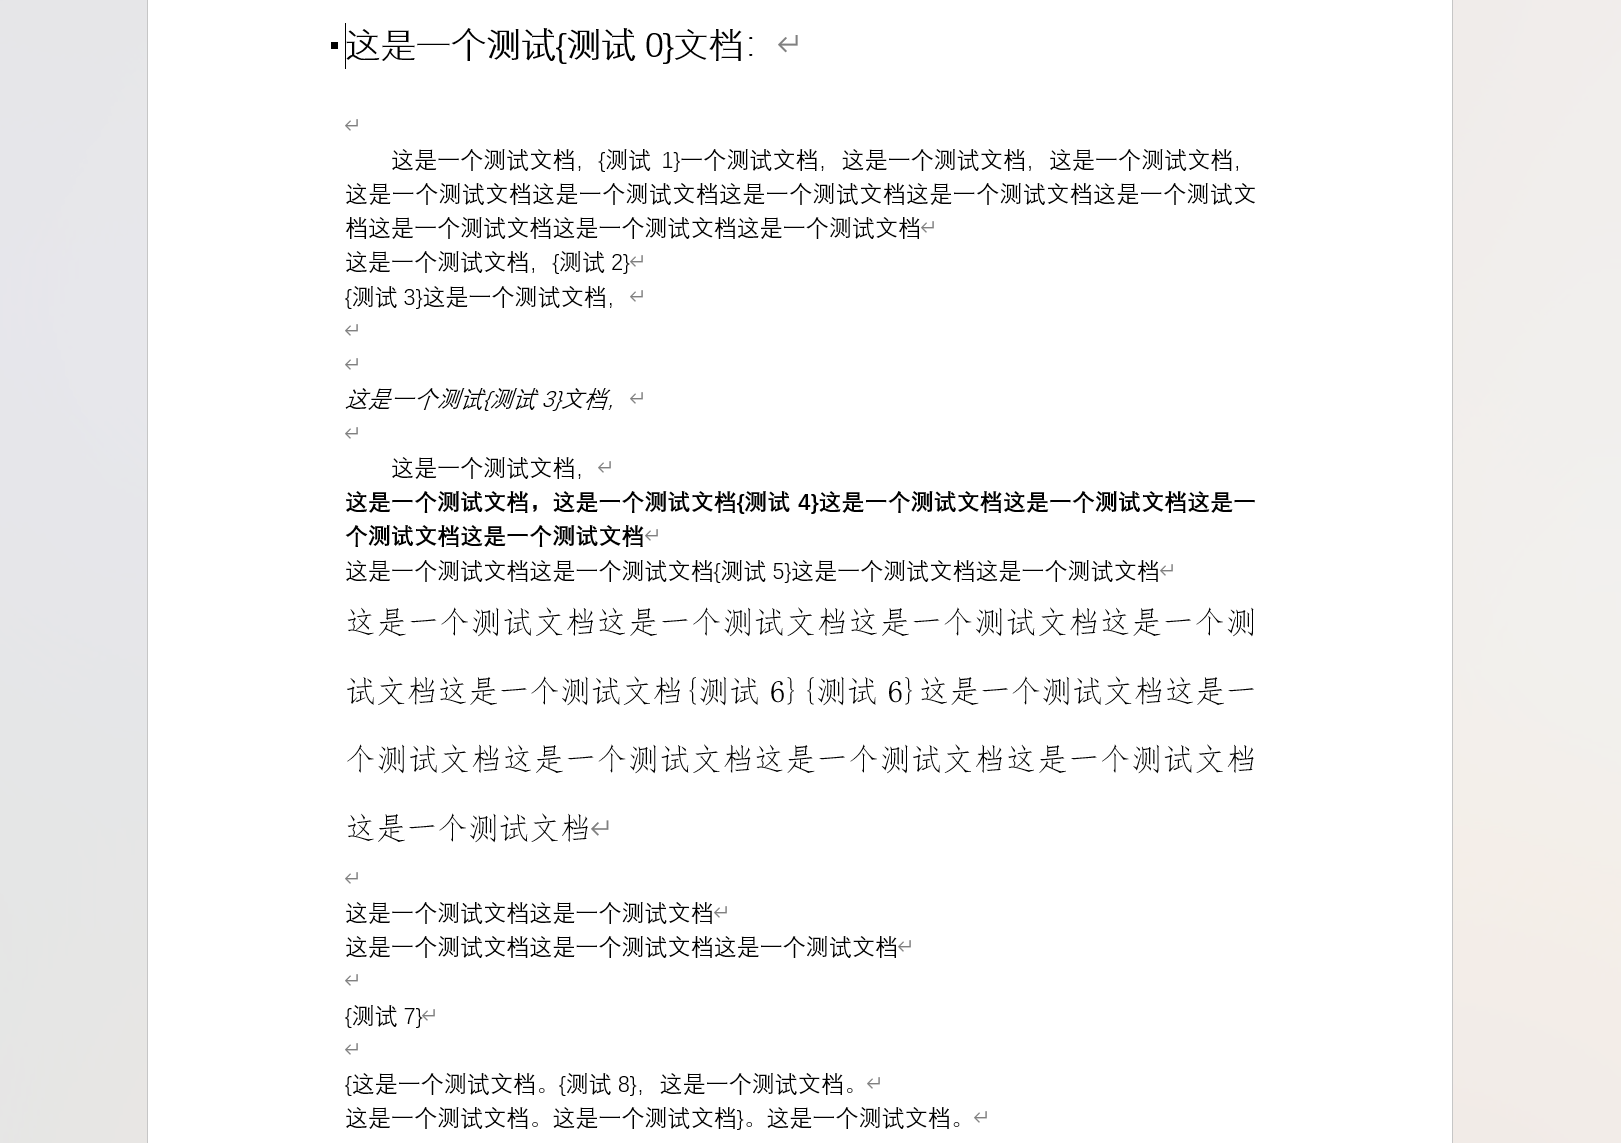 这是一个测试{测试 0}文档：
这是一个测试文档，{测试 1}一个测试文档，这是一个测试文档，这是一个测试文档，
这是一个测试文档这是一个测试文档这是一个测试文档这是一个测试文档这是一个测试文
档这是一个测试文档这是一个测试文档这是一个测试文档
这是一个测试文档，{测试 2}
{测试 3}这是一个测试文档，
这是一个测试{测试 3}文档，
这是一个测试文档，
这是一个测试文档，这是一个测试文档{测试 4}这是一个测试文档这是一个测试文档这是一
个测试文档这是一个测试文档
这是一个测试文档这是一个测试文档{测试 5}这是一个测试文档这是一个测试文档
这是一个测试文档这是一个测试文档这是一个测试文档这是一个测
试文档这是一个测试文档{测试 6}{测试 6}这是一个测试文档这是一
个测试文档这是一个测试文档这是一个测试文档这是一个测试文档
这是一个测试文档
这是一个测试文档这是一个测试文档
这是一个测试文档这是一个测试文档这是一个测试文档
{测试 7}
{这是一个测试文档。{测试 8}，这是一个测试文档。
这是一个测试文档。这是一个测试文档}。这是一个测试文档。